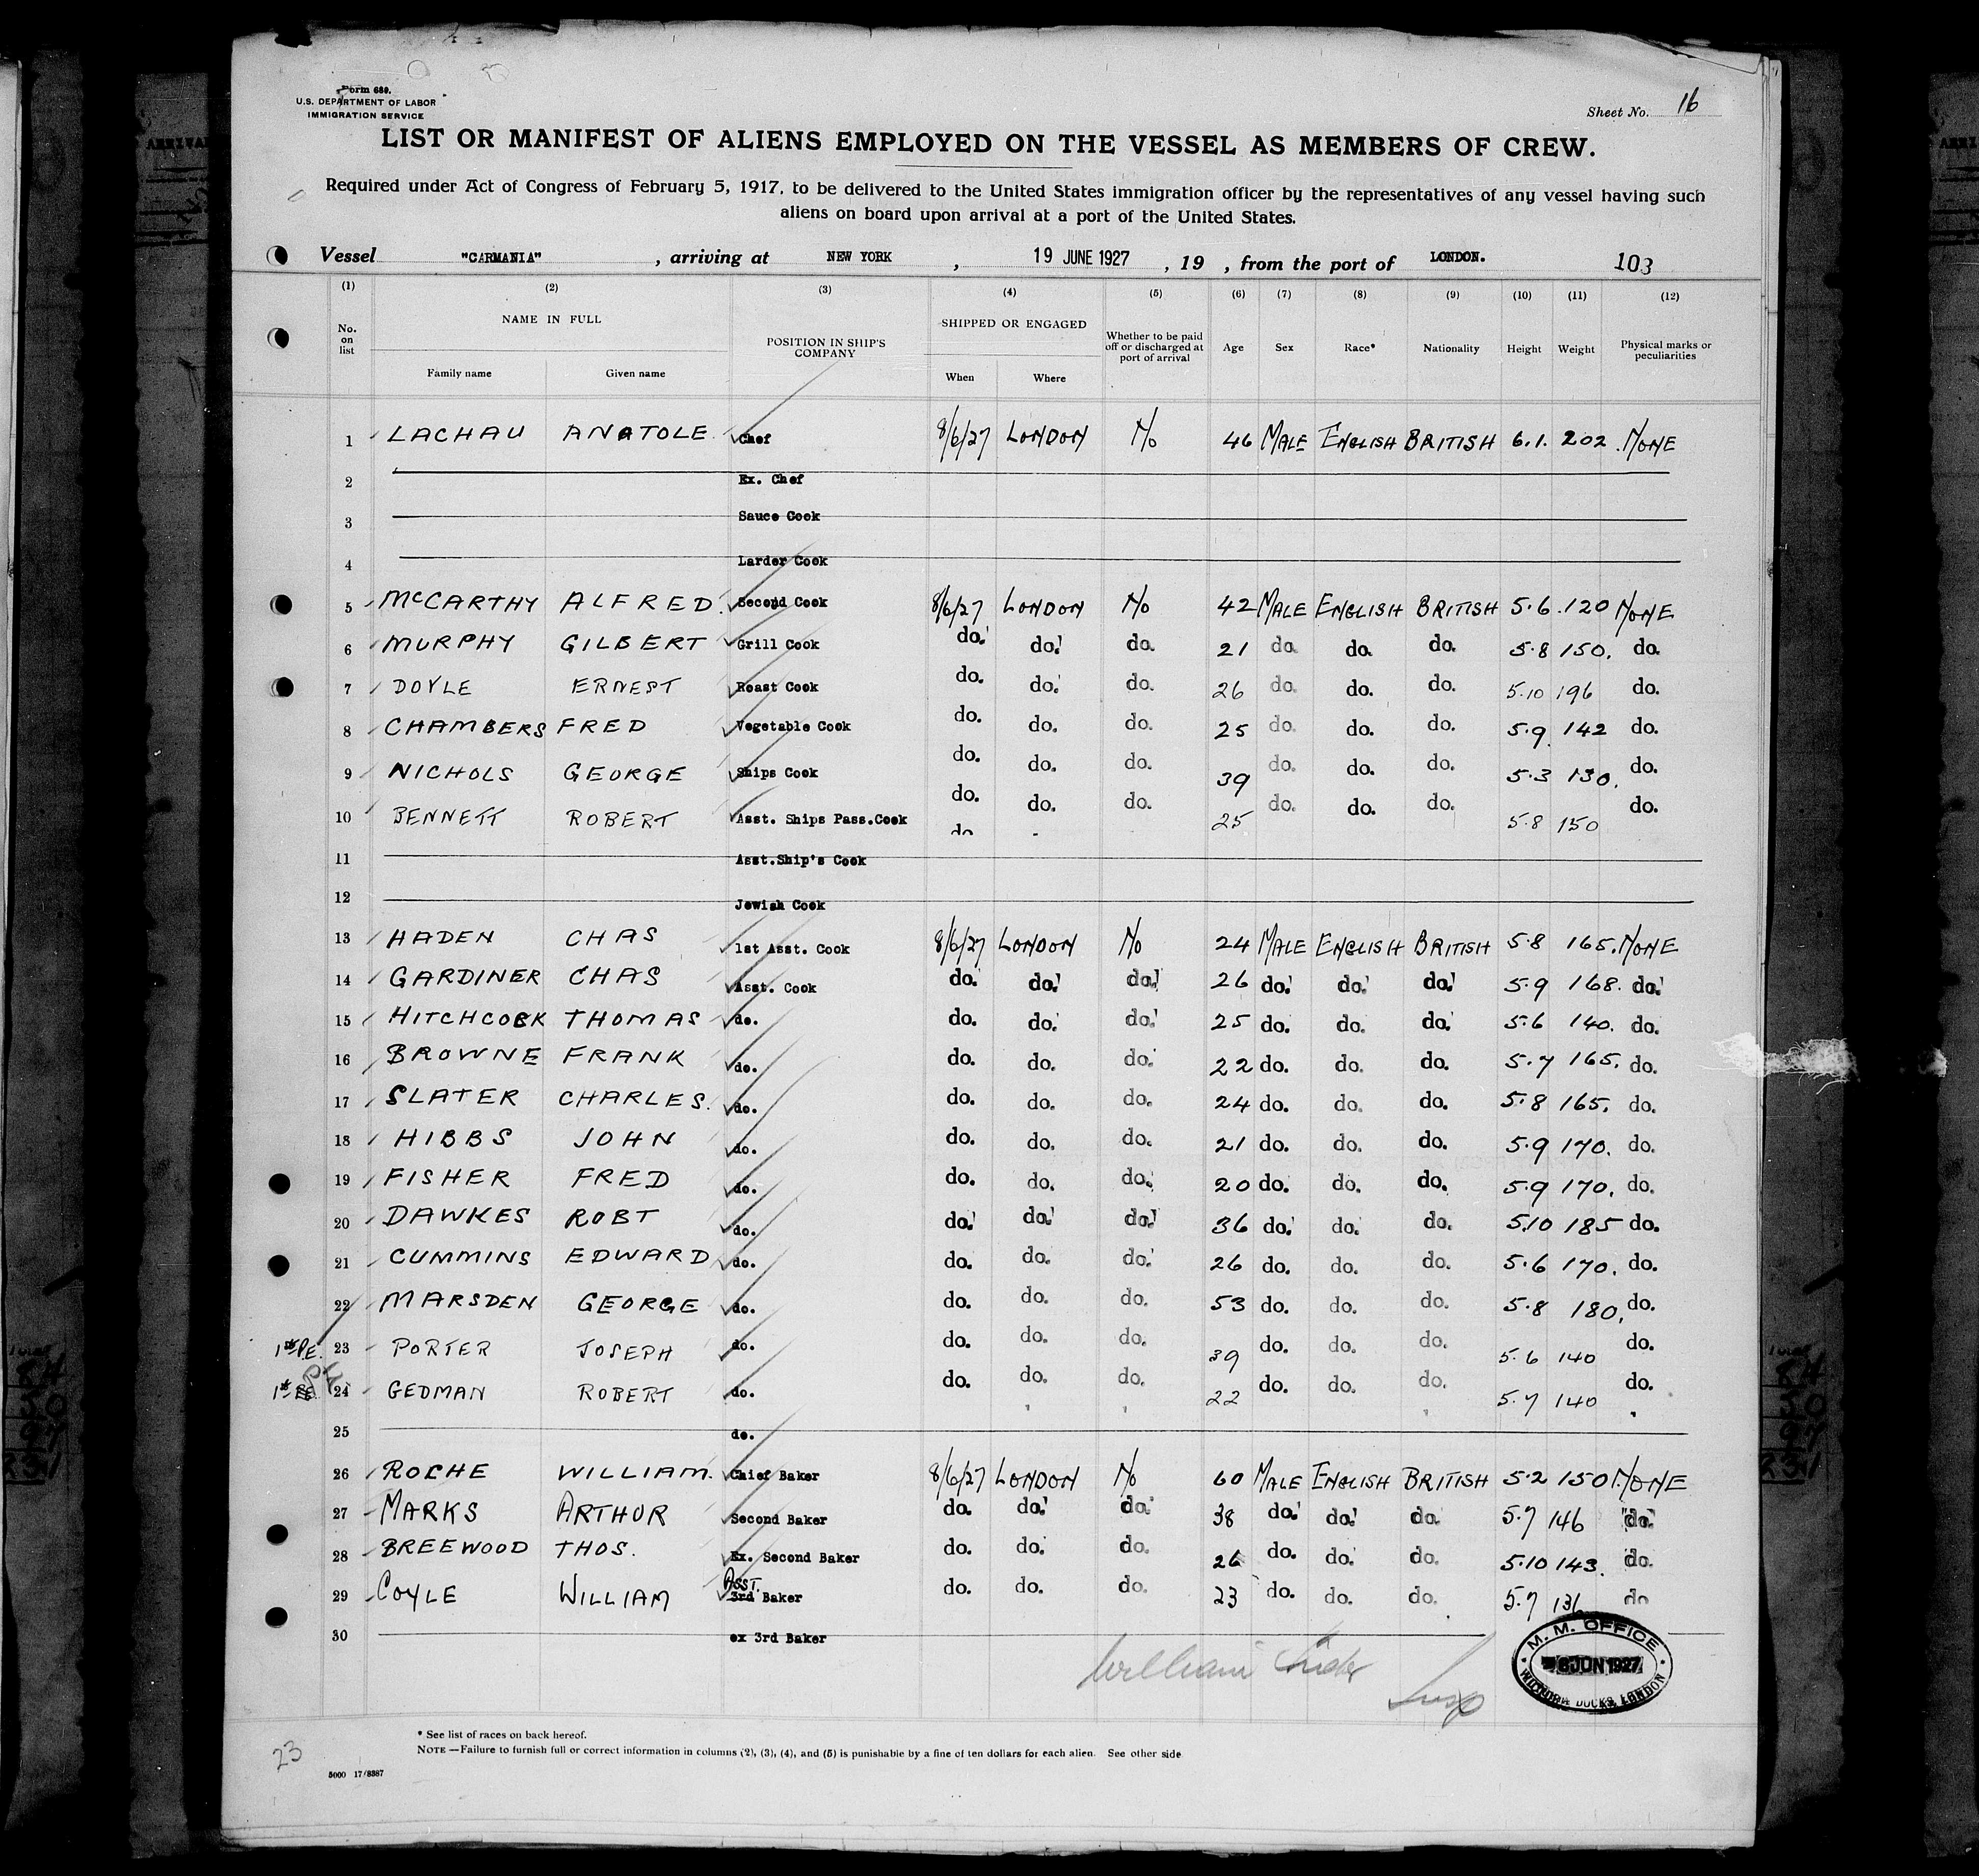 Form 689.
U.S. DEPARTMENT OF LABOR
IMMIGRATION SERVICE
Sheet No. 16
LIST OR MANIFEST OF ALIENS EMPLOYED ON THE VESSEL AS MEMBERS OF CREW.
Required under Act of Congress of February 5, 1917, to be delivered to the United States immigration officer by the representatives of any vessel having such
aliens on board upon arrival at a port of the United States.
Vessel "CARMANIA", arriving at NEW YORK, 19 JUNE 1927, 19 , from the port of LONDON. 103
(1) (2) (3) (4) (5) (6) (7) (8) (9) (10) (11) (12)
No. on list NAME IN FULL Family name Given name POSITION IN SHIP'S COMPANY SHIPPED OR ENGAGED When Where Whether to be paid off or discharged at port of arrival Age Sex Race* Nationality Height Weight Physical marks or peculiarities
1 LACHAU ANATOLE Chef 8/6/27 LONDON No 46 MALE ENGLISH BRITISH 6.1. 202 NONE
2 Ex. Chef
3 Sauce Cook
4 Larder Cook
5 McCARTHY ALFRED. Second Cook 8/6/27 LONDON No 42 MALE ENGLISH BRITISH 5.6. 120 NONE
6 MURPHY GILBERT Grill Cook do. do. do. 21 do. do. do. 5.8 150. do.
7 DOYLE ERNEST Roast Cook do. do. do. 26 do. do. do. 5.10 196 do.
8 CHAMBERS FRED Vegetable Cook do. do. do. 25 do. do. do. 5.9. 142 do.
9 NICHOLS GEORGE Ships Cook do. do. do. 39 do. do. do. 5.3 130. do.
10 BENNETT ROBERT Asst. Ships Pass.Cook do. do. do. 25 do. do. do. 5.8 150 do.
do
11 Asst.Ship's Cook
12 Jewish Cook
13 HADEN CHAS 1st Asst. Cook 8/6/27 LONDON No 24 MALE ENGLISH BRITISH 5.8 165. NONE
14 GARDINER CHAS Asst. Cook do. do. do. 26 do. do. do. 5.9 168. do.
15 HITCHCOCK THOMAS do. do. do. do. 25 do. do. do. 5.6 140. do.
16 BROWNE FRANK do. do. do. do. 22 do. do. do. 5.7 165. do.
17 SLATER CHARLES. do. do. do. do. 24 do. do. do. 5.8 165. do.
18 HIBBS JOHN do. do. do. do. 21 do. do. do. 5.9 170. do.
19 FISHER FRED do. do. do. do. 20 do. do. do. 5.9 170. do.
20 DAWKES ROBT do. do. do. do. 36 do. do. do. 5.10 185 do.
21 CUMMINS EDWARD do. do. do. do. 26 do. do. do. 5.6 170. do.
22 MARSDEN GEORGE do. do. do. do. 53 do. do. do. 5.8 180. do.
1st P.E. 23 PORTER JOSEPH do. do. do. do. 39 do. do. do. 5.6 140 do.
1st PE 24 GEDMAN ROBERT do. do. do. do. 22 do. do. do. 5.7 140 do.
25 do.
26 ROCHE WILLIAM. Chief Baker 8/6/27 LONDON No 60 MALE ENGLISH BRITISH 5.2 150 NONE
27 MARKS ARTHUR Second Baker do. do. do. 38 do. do. do. 5.7 146 do.
28 BREEWOOD THOS. Ex. Second Baker do. do. do. 26 do. do. do. 5.10 143. do.
29 COYLE WILLIAM ASST. 3rd Baker do. do. do. 23 do. do. do. 5.7 136 do
30 ex 3rd Baker
William
Insp
M. M. OFFICE
8 JUN 1927
VICTORIA DOCKS, LONDON
* See list of races on back hereof.
NOTE —Failure to furnish full or correct information in columns (2), (3), (4), and (5) is punishable by a fine of ten dollars for each alien. See other side
5000 17/8387
23